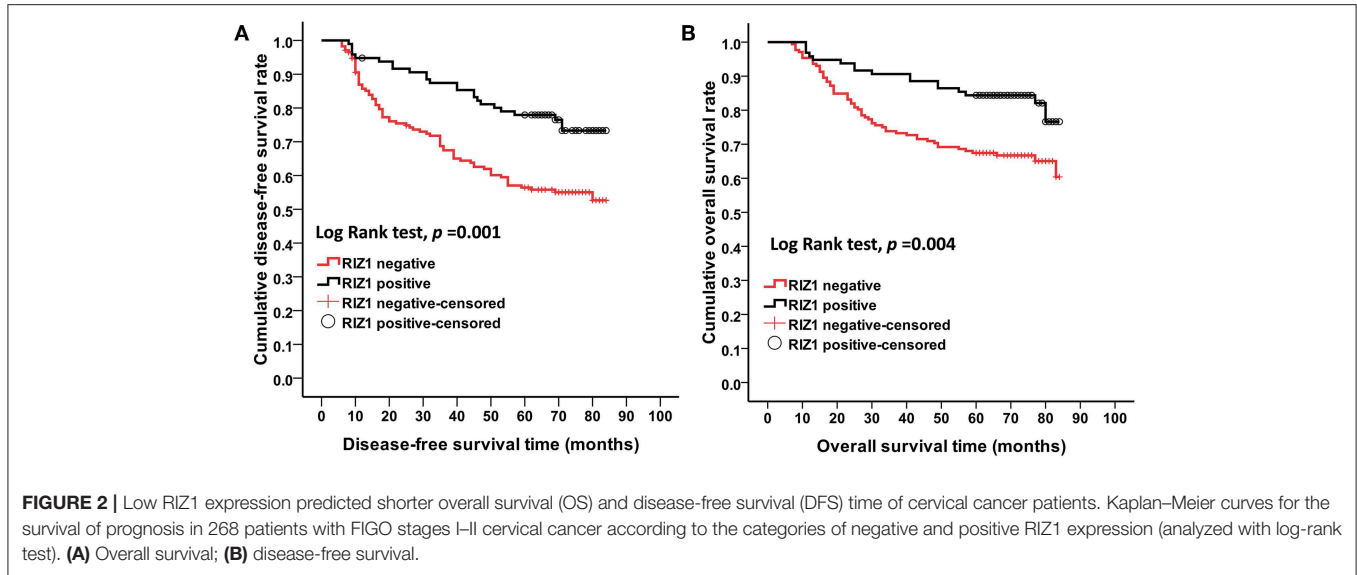 A
Cumulative disease-free survival rate
1.0
0.9
0.8
0.7
0.6
0.5
0.4
0.3
0.2
0.1
0.0
Log Rank test, p =0.001
RIZ1 negative
RIZ1 positive
RIZ1 negative-censored
RIZ1 positive-censored
0 10 20 30 40 50 60 70 80 90 100
Disease-free survival time (months)
B
Cumulative overall survival rate
1.0
0.9
0.8
0.7
0.6
0.5
0.4
0.3
0.2
0.1
0.0
Log Rank test, p =0.004
RIZ1 negative
RIZ1 positive
RIZ1 negative-censored
RIZ1 positive-censored
0 10 20 30 40 50 60 70 80 90 100
Overall survival time (months)
FIGURE 2 | Low RIZ1 expression predicted shorter overall survival (OS) and disease-free survival (DFS) time of cervical cancer patients. Kaplan–Meier curves for the
survival of prognosis in 268 patients with FIGO stages I–II cervical cancer according to the categories of negative and positive RIZ1 expression (analyzed with log-rank
test). (A) Overall survival; (B) disease-free survival.